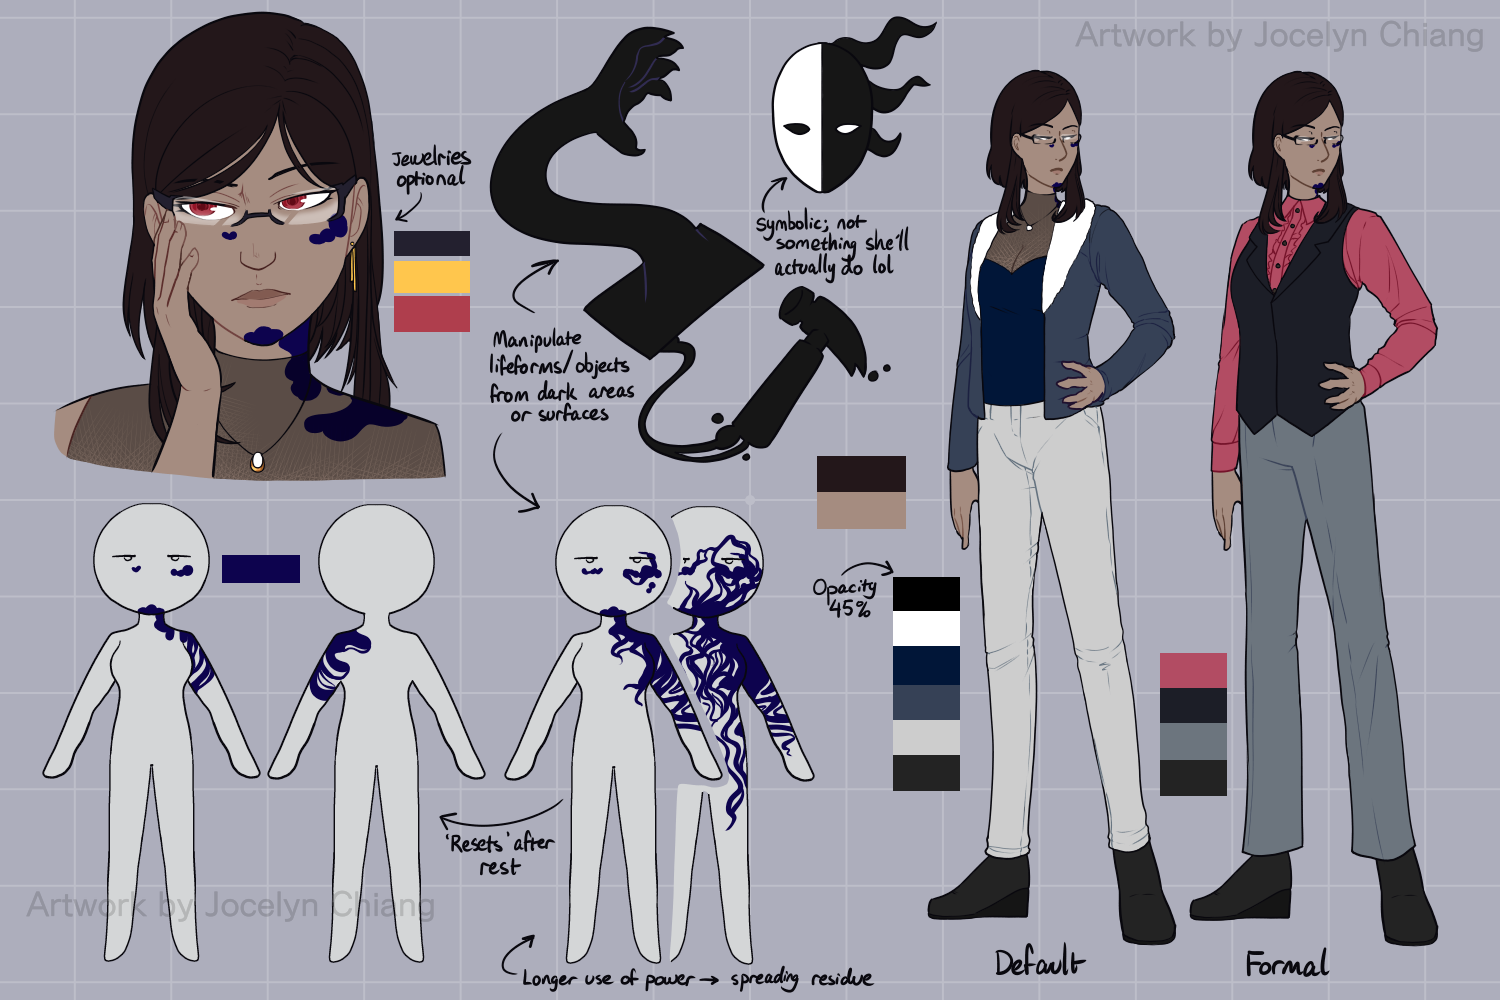 Artwork by Jocelyn Chiang
Jewelries
optional
Symbolic; not
something she'll
actually do lol
Manipulate
lifeforms/objects
from dark areas
or surfaces
Opacity
45%
'Resets' after
rest
Artwork by Jocelyn Chiang
Longer use of power → spreading residue
Default
Formal